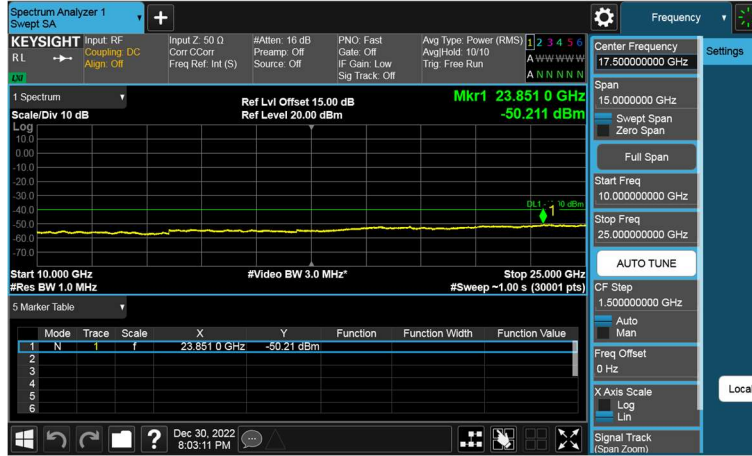 Spectrum Analyzer 1
Swept SA
Frequency
KEYSIGHT
RL
LXI
Input: RF
Coupling: DC
Align: Off
Input Z: 50 Ω
Corr CCorr
Freq Ref: Int (S)
#Atten: 16 dB
Preamp: Off
Source: Off
PNO: Fast
Gate: Off
IF Gain: Low
Sig Track: Off
Avg Type: Power (RMS)
Avg|Hold: 10/10
Trig: Free Run
1 2 3 4 5 6
A W W W W W
A N N N N N
1 Spectrum
Scale/Div 10 dB
Ref Lvl Offset 15.00 dB
Ref Level 20.00 dBm
Mkr1 23.851 0 GHz
-50.211 dBm
Log
10.0
0.00
-10.0
-20.0
-30.0
-40.0
-50.0
-60.0
-70.0
DL1
1
Start 10.000 GHz
#Res BW 1.0 MHz
#Video BW 3.0 MHz*
Stop 25.000 GHz
#Sweep ~1.00 s (30001 pts)
5 Marker Table
Mode Trace Scale X Y Function Function Width Function Value
1 N 1 f 23.851 0 GHz -50.21 dBm
2
3
4
5
6
Dec 30, 2022
8:03:11 PM
Center Frequency
17.500000000 GHz
Settings
Span
15.0000000 GHz
Swept Span
Zero Span
Full Span
Start Freq
10.000000000 GHz
Stop Freq
25.000000000 GHz
AUTO TUNE
CF Step
1.500000000 GHz
Auto
Man
Freq Offset
0 Hz
X Axis Scale
Log
Lin
Local
Signal Track
(Span Zoom)